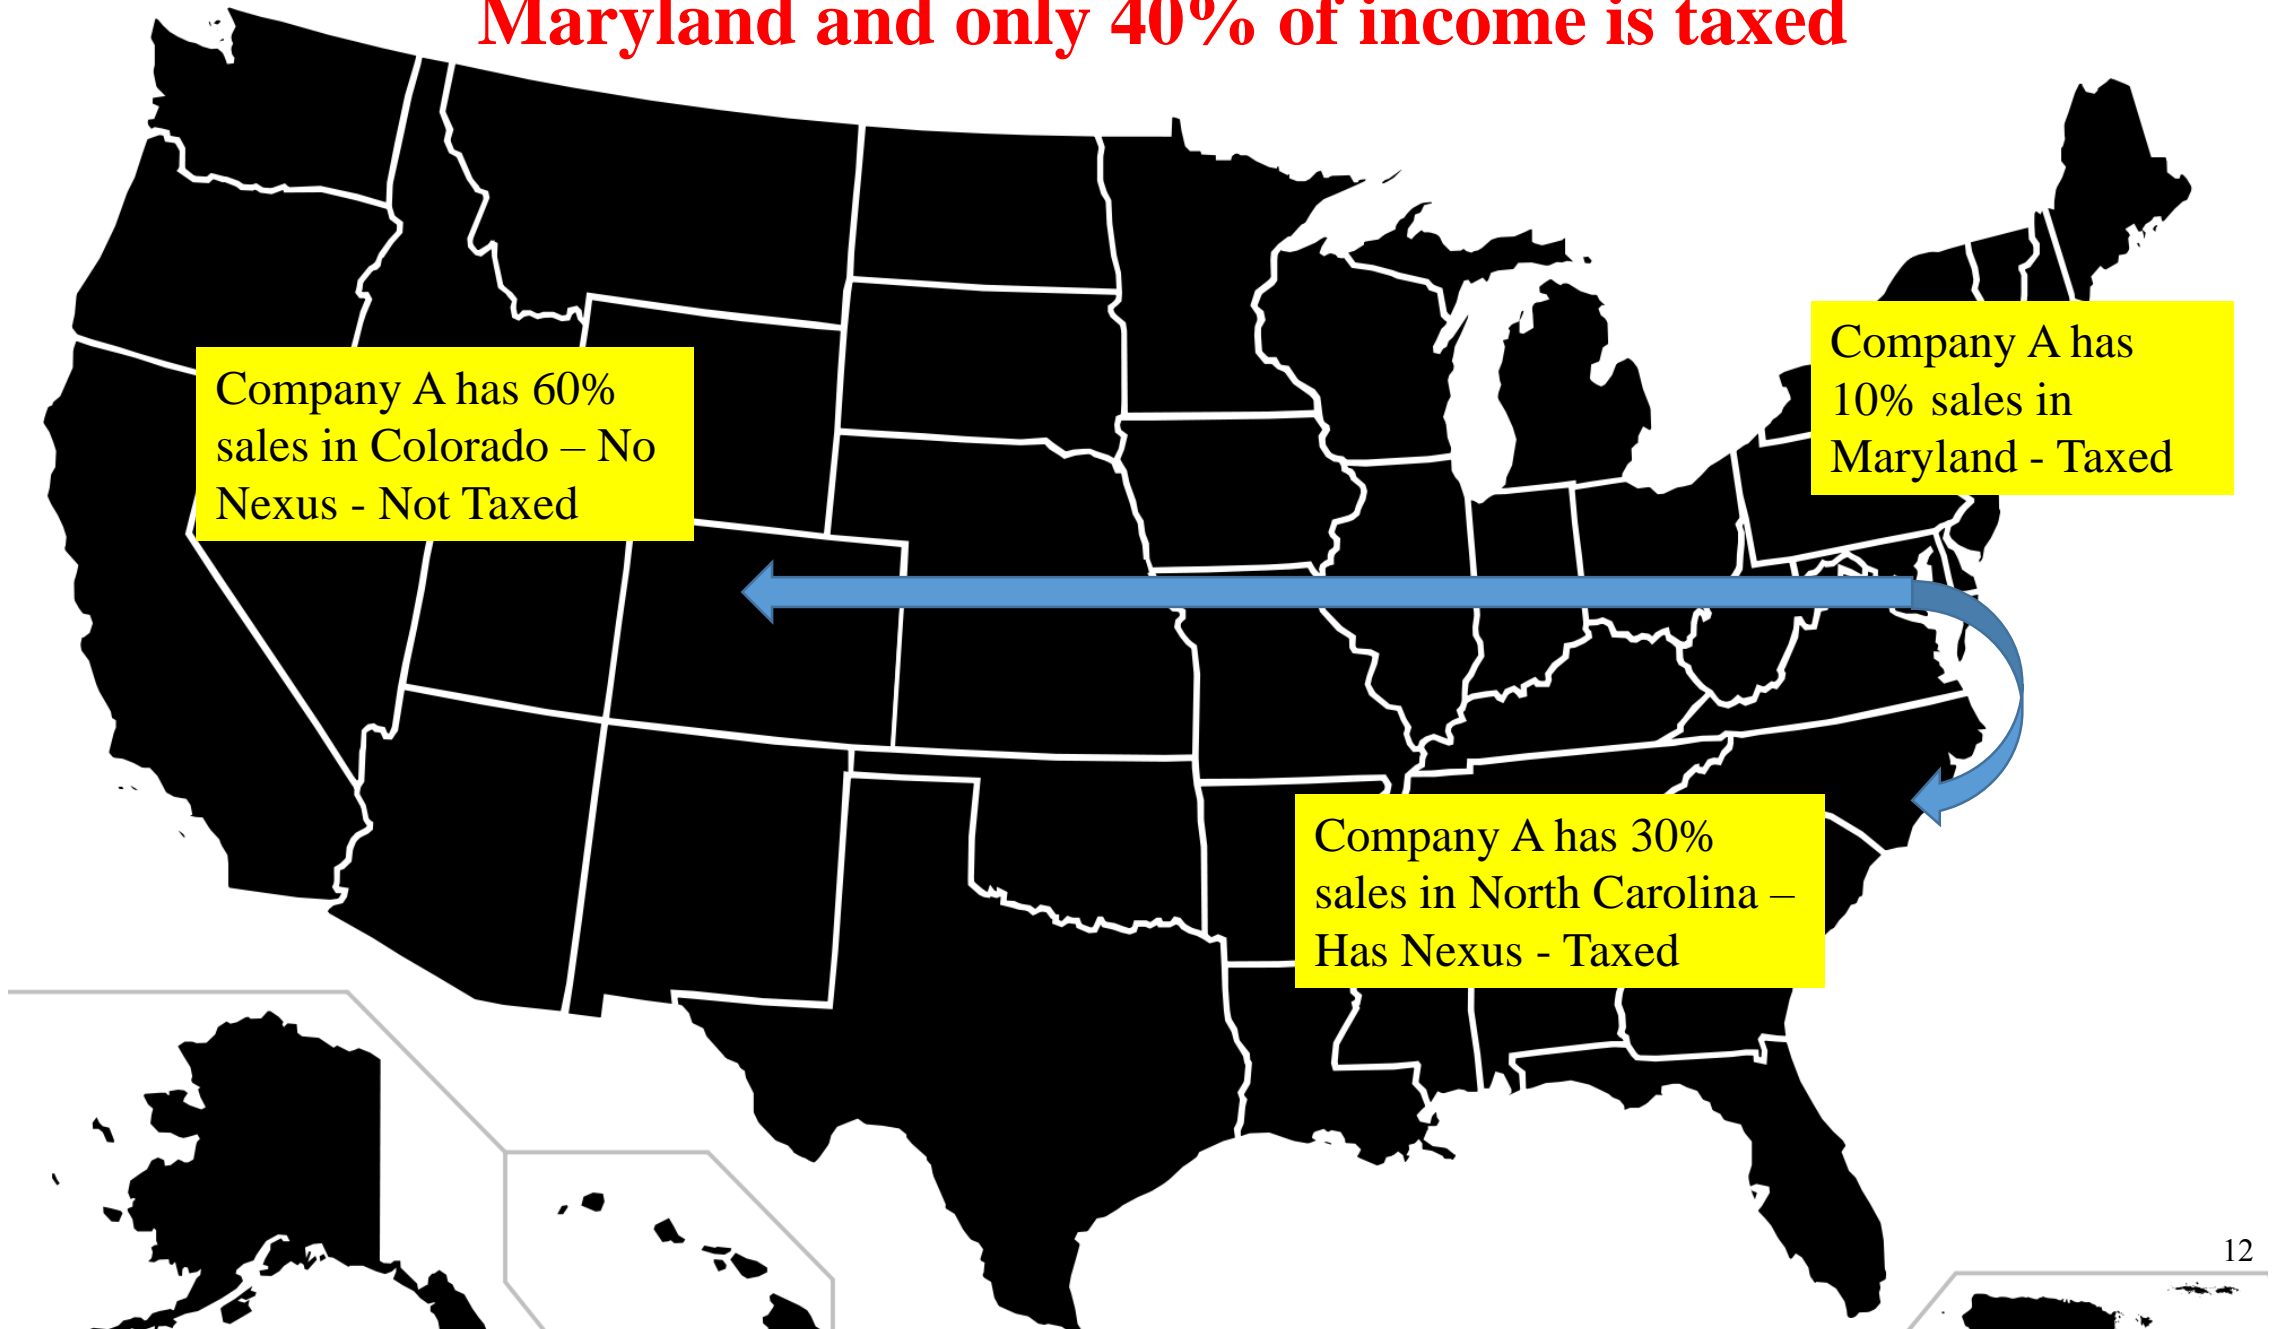 Maryland and only 40% of income is taxed
Company A has 60%
sales in Colorado – No
Nexus - Not Taxed
Company A has
10% sales in
Maryland - Taxed
Company A has 30%
sales in North Carolina –
Has Nexus - Taxed
12